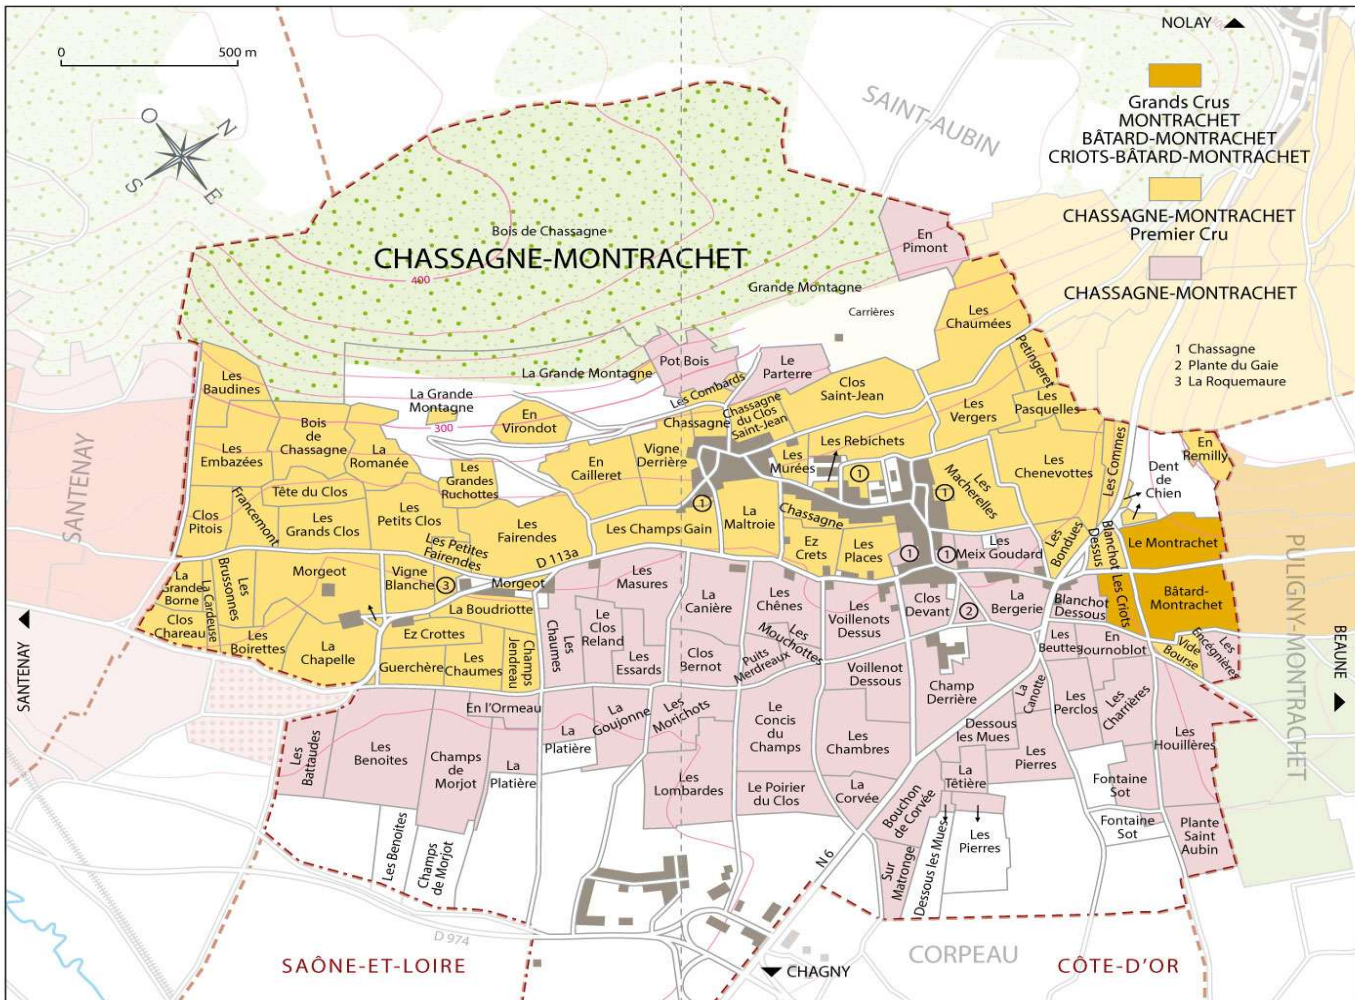 NOLAY
0
500 m
O
N
S
E
SAINT-AUBIN
Grands Crus
MONTRACHET
BÂTARD-MONTRACHET
CRIOTS-BÂTARD-MONTRACHET
CHASSAGNE-MONTRACHET
Premier Cru
CHASSAGNE-MONTRACHET
1 Chassagne
2 Plante du Gaie
3 La Roquemaure
Bois de Chassagne
CHASSAGNE-MONTRACHET
400
En
Pimont
Grande Montagne
Carrières
Les
Chaumées
Petingeret
Pot Bois
Le
Parterre
La Grande Montagne
Les Combards
Clos
Saint-Jean
Les
Baudines
La Grande
Montagne
300
En
Virondot
Chassagne
Chassagne
du Clos
Saint-Jean
Les
Vergers
Les
Pasquelles
Bois
de
Chassagne
La
Romanée
Les
Embazées
Les
Grandes
Ruchottes
En
Cailleret
Vigne
Derrière
Les
Murées
Les Rebichets
1
Les
Chenevottes
Les Commes
En
Remilly
Dent
de
Chien
SANTENAY
Tête du Clos
Francemont
Clos
Pitois
Les
Grands Clos
Les
Petits Clos
Les Petites
Fairendes
Les
Fairendes
1
Les Champs Gain
La
Maltroie
Chassagne
Ez
Crets
Les
Places
Les
Macherelles
1
1
1
Les
Meix Goudard
Les
Bondues
Blanchot
Dessus
Le Montrachet
PULIGNY-MONTRACHET
D 113a
La
Grande
Borne
La Cardeuse
Les
Brussonnes
Morgeot
Vigne
Blanche
3
Morgeot
La Boudriotte
Les
Masures
La
Canière
Les
Chênes
Les
Voillenots
Dessus
Clos
Devant
2
La
Bergerie
Blanchot
Dessous
Les Criots
Bâtard-
Montrachet
Clos
Chareau
Les
Boirettes
La
Chapelle
Ez Crottes
Guerchère
Les
Chaumes
Champs
Jendreau
Les
Chaumes
Le
Clos
Reland
Les
Essards
Clos
Bernot
Les
Mouchottes
Puits
Merdreaux
Voillenot
Dessous
Champ
Derrière
Les
Beuttes
En
Journoblot
Vide
Bourse
Les
Encégnières
BEAUNE
SANTENAY
En l'Ormeau
La
Goujonne
Les
Morichots
La
Canotte
Les
Perclos
Les
Charrières
Les
Battaudes
Les
Benoites
Champs
de
Morjot
La
Platière
La
Platière
Les
Lombardes
Le
Concis
du
Champs
Le Poirier
du Clos
Les
Chambres
La
Corvée
Dessous
les Mues
Les
Pierres
La
Têtière
Bouchon
de Corvée
Les
Houillères
Fontaine
Sot
Fontaine
Sot
Plante
Saint
Aubin
Les Benoites
Champs
de Morjot
Sur
Matronge
Dessous les Mues
Les
Pierres
N 6
D 974
SAÔNE-ET-LOIRE
CHAGNY
CORPEAU
CÔTE-D'OR